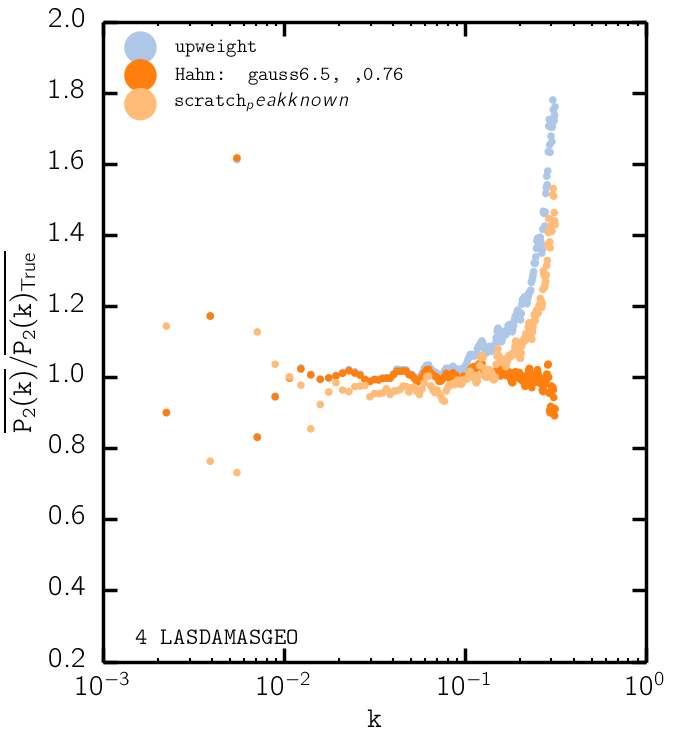 2.0
upweight
Hahn: gauss6.5, ,0.76
scratch_peakknown
1.8
1.6
1.4
1.2
1.0
0.8
0.6
0.4
0.2
P₂(k)/P₂(k)True
4 LASDAMASGEO
10⁻³ 10⁻² 10⁻¹ 10⁰
k